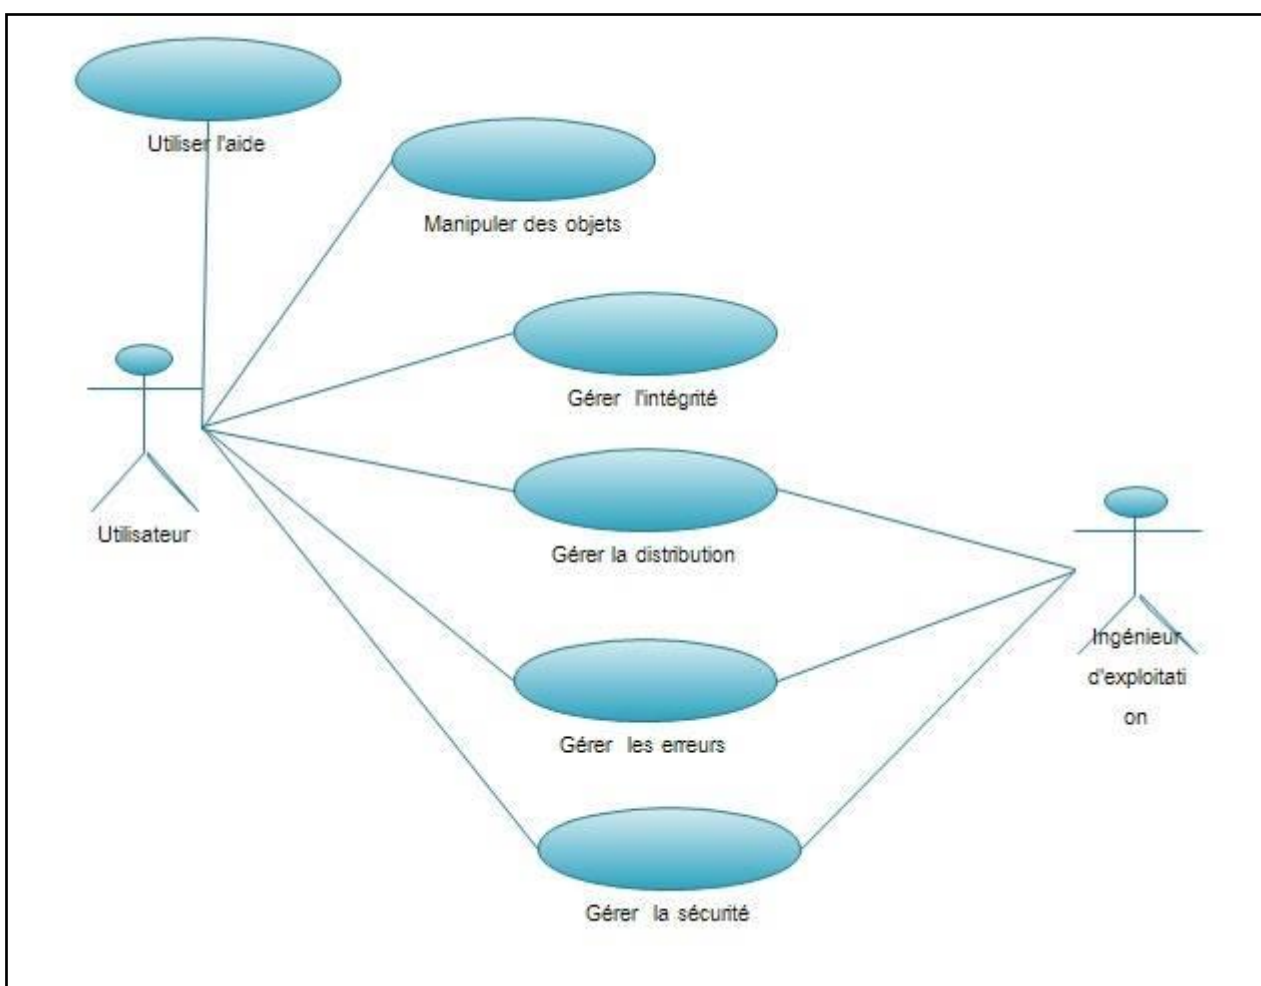 Utiliser l'aide
Manipuler des objets
Gérer l'intégrité
Gérer la distribution
Utilisateur
Gérer les erreurs
Ingénieur
d'exploitati
on
Gérer la sécurité